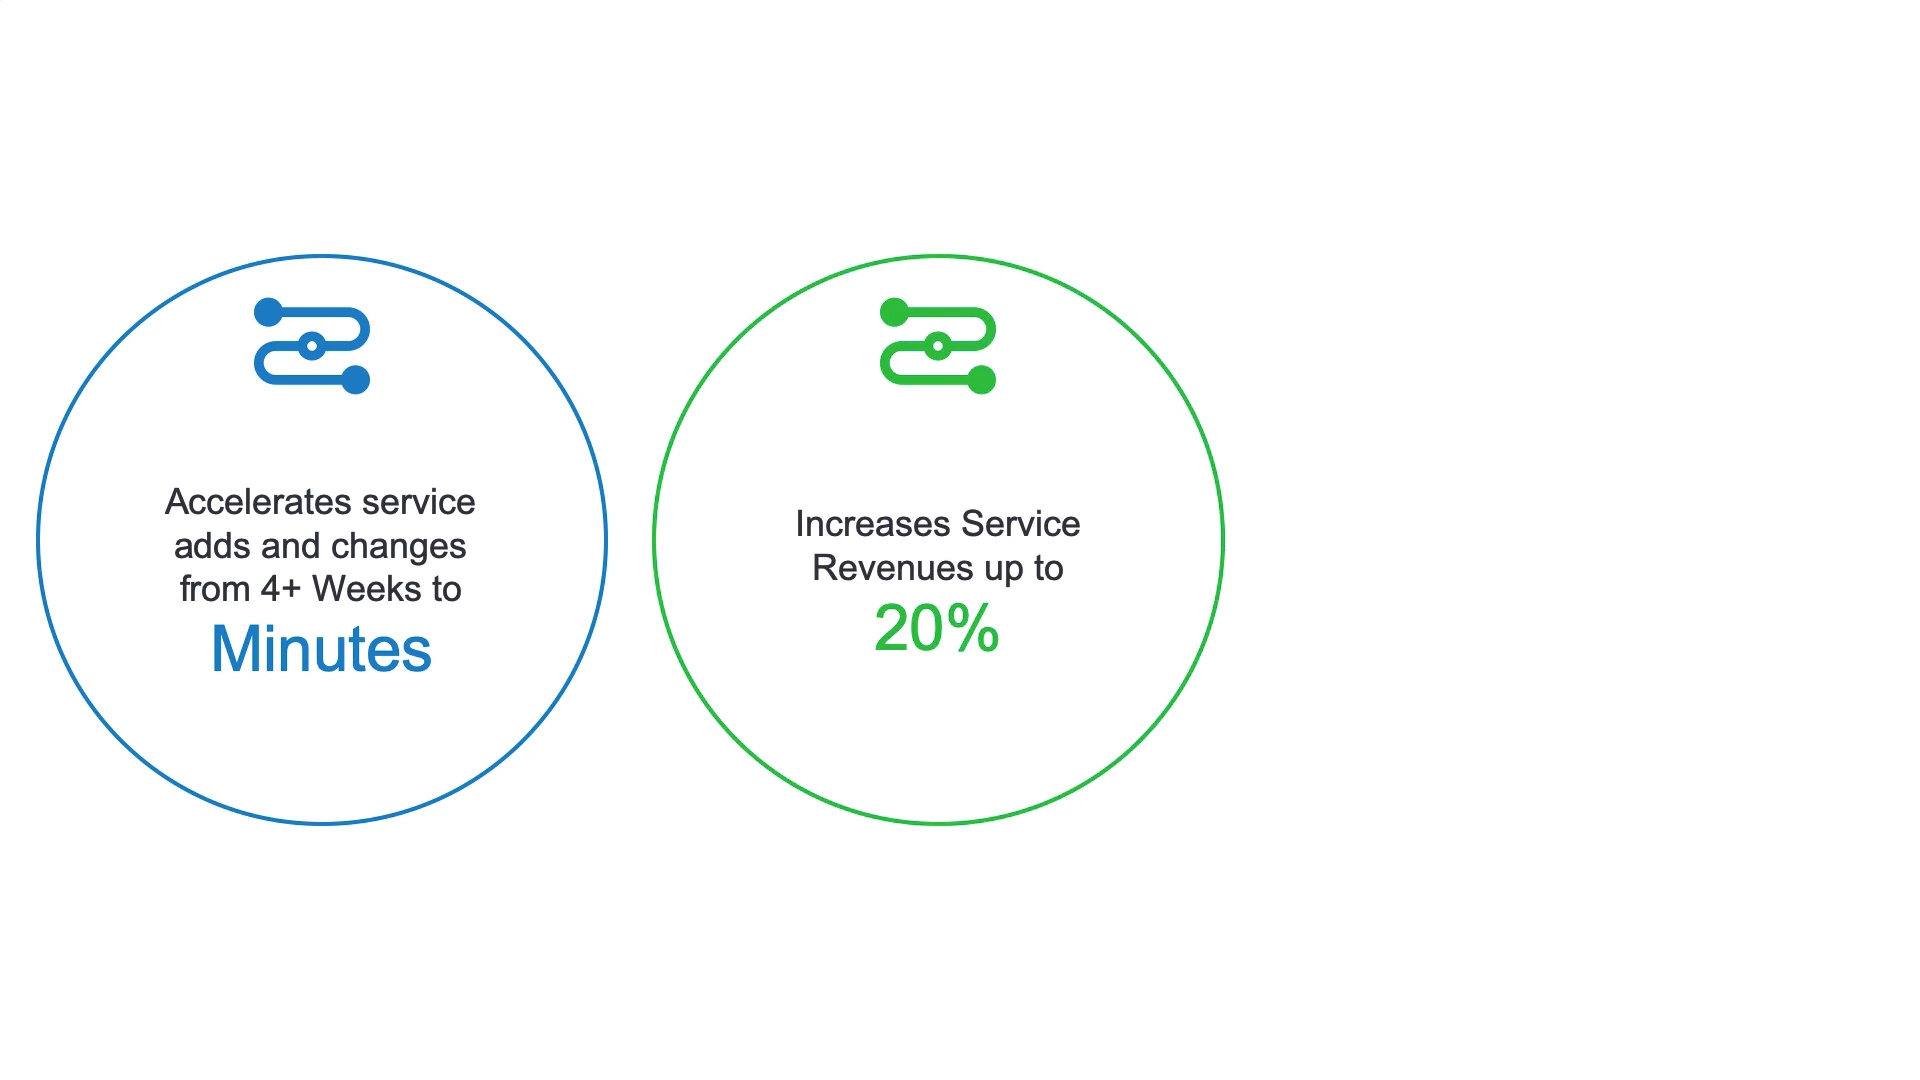 Accelerates service
adds and changes
from 4+ Weeks to
Minutes
Increases Service
Revenues up to
20%